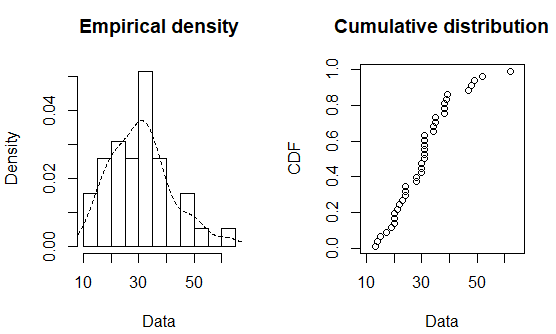 Empirical density
Density
0.00 0.02 0.04
10 30 50
Data
Cumulative distribution
CDF
0.0 0.2 0.4 0.6 0.8 1.0
10 30 50
Data